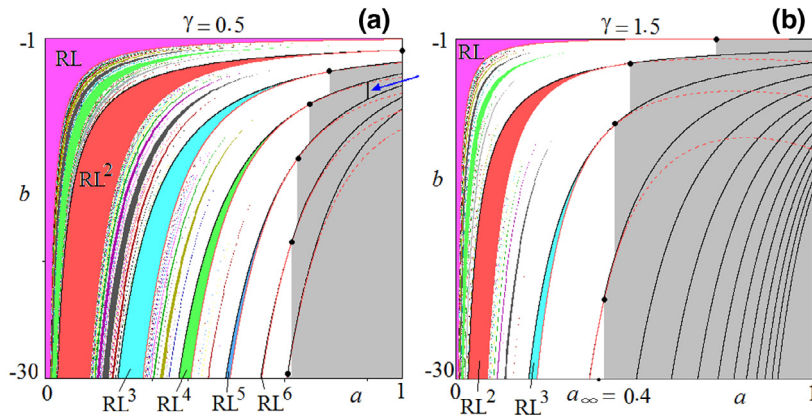 γ = 0.5 (a)
-1
RL
RL²
b
-30
0 RL³ RL⁴ RL⁵ RL⁶ a 1
γ = 1.5 (b)
-1
b
-30
0 RL² RL³ a∞ = 0.4 a 1